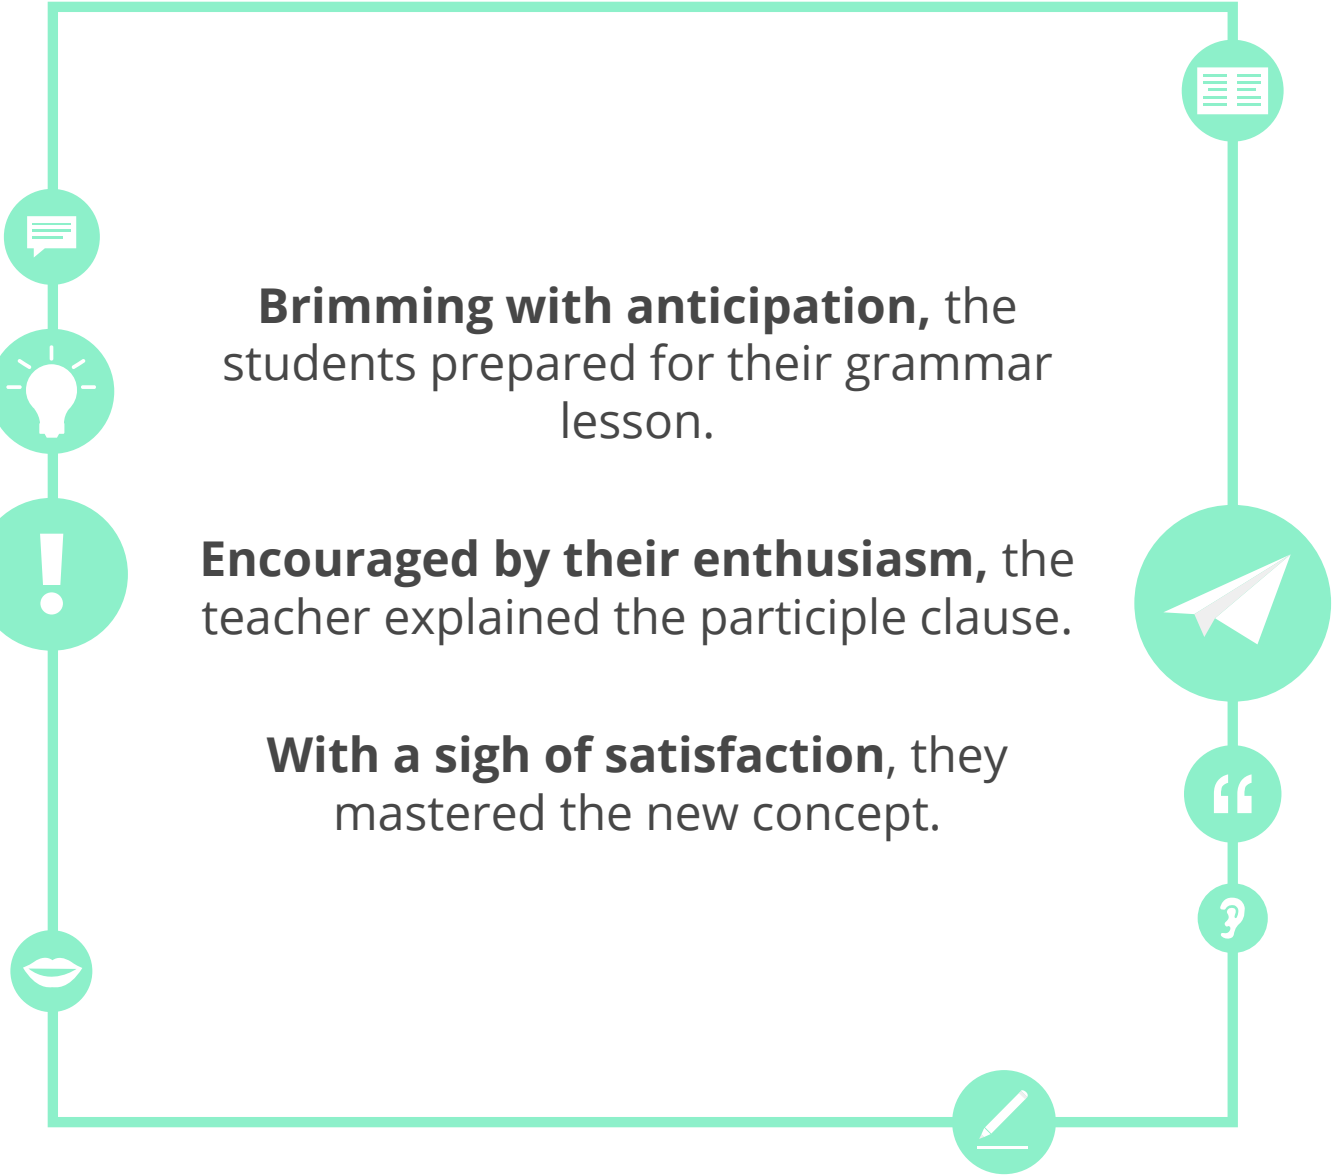 Brimming with anticipation, the
students prepared for their grammar
lesson.
Encouraged by their enthusiasm, the
teacher explained the participle clause.
With a sigh of satisfaction, they
mastered the new concept.